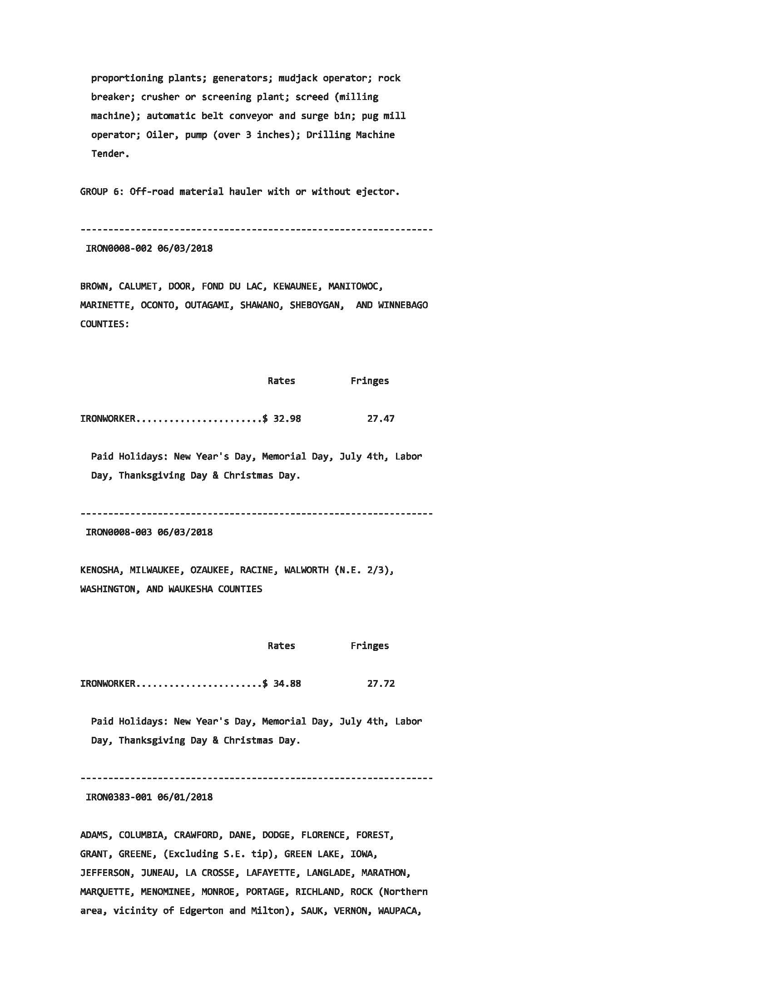 proportioning plants; generators; mudjack operator; rock
breaker; crusher or screening plant; screed (milling
machine); automatic belt conveyor and surge bin; pug mill
operator; Oiler, pump (over 3 inches); Drilling Machine
Tender.
GROUP 6: Off-road material hauler with or without ejector.
----------------------------------------------------------------
IRON0008-002 06/03/2018
BROWN, CALUMET, DOOR, FOND DU LAC, KEWAUNEE, MANITOWOC,
MARINETTE, OCONTO, OUTAGAMI, SHAWANO, SHEBOYGAN,  AND WINNEBAGO
COUNTIES:
Rates          Fringes
IRONWORKER.......................$ 32.98            27.47
Paid Holidays: New Year's Day, Memorial Day, July 4th, Labor
Day, Thanksgiving Day & Christmas Day.
----------------------------------------------------------------
IRON0008-003 06/03/2018
KENOSHA, MILWAUKEE, OZAUKEE, RACINE, WALWORTH (N.E. 2/3),
WASHINGTON, AND WAUKESHA COUNTIES
Rates          Fringes
IRONWORKER.......................$ 34.88            27.72
Paid Holidays: New Year's Day, Memorial Day, July 4th, Labor
Day, Thanksgiving Day & Christmas Day.
----------------------------------------------------------------
IRON0383-001 06/01/2018
ADAMS, COLUMBIA, CRAWFORD, DANE, DODGE, FLORENCE, FOREST,
GRANT, GREENE, (Excluding S.E. tip), GREEN LAKE, IOWA,
JEFFERSON, JUNEAU, LA CROSSE, LAFAYETTE, LANGLADE, MARATHON,
MARQUETTE, MENOMINEE, MONROE, PORTAGE, RICHLAND, ROCK (Northern
area, vicinity of Edgerton and Milton), SAUK, VERNON, WAUPACA,